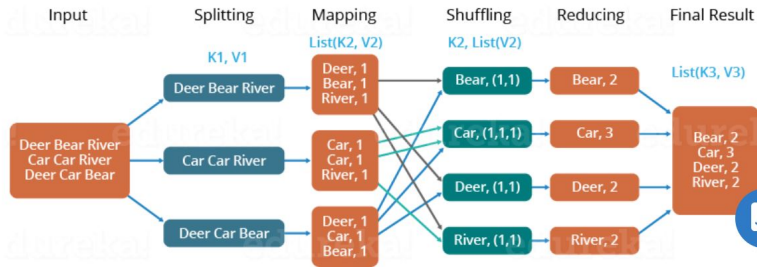 Input
Splitting
Mapping
Shuffling
Reducing
Final Result
K1, V1
List(K2, V2)
K2, List(V2)
List(K3, V3)
Deer Bear River
Car Car River
Deer Car Bear
Deer Bear River
Car Car River
Deer Car Bear
Deer, 1
Bear, 1
River, 1
Car, 1
Car, 1
River, 1
Deer, 1
Car, 1
Bear, 1
Bear, (1,1)
Car, (1,1,1)
Deer, (1,1)
River, (1,1)
Bear, 2
Car, 3
Deer, 2
River, 2
Bear, 2
Car, 3
Deer, 2
River, 2
edureka!